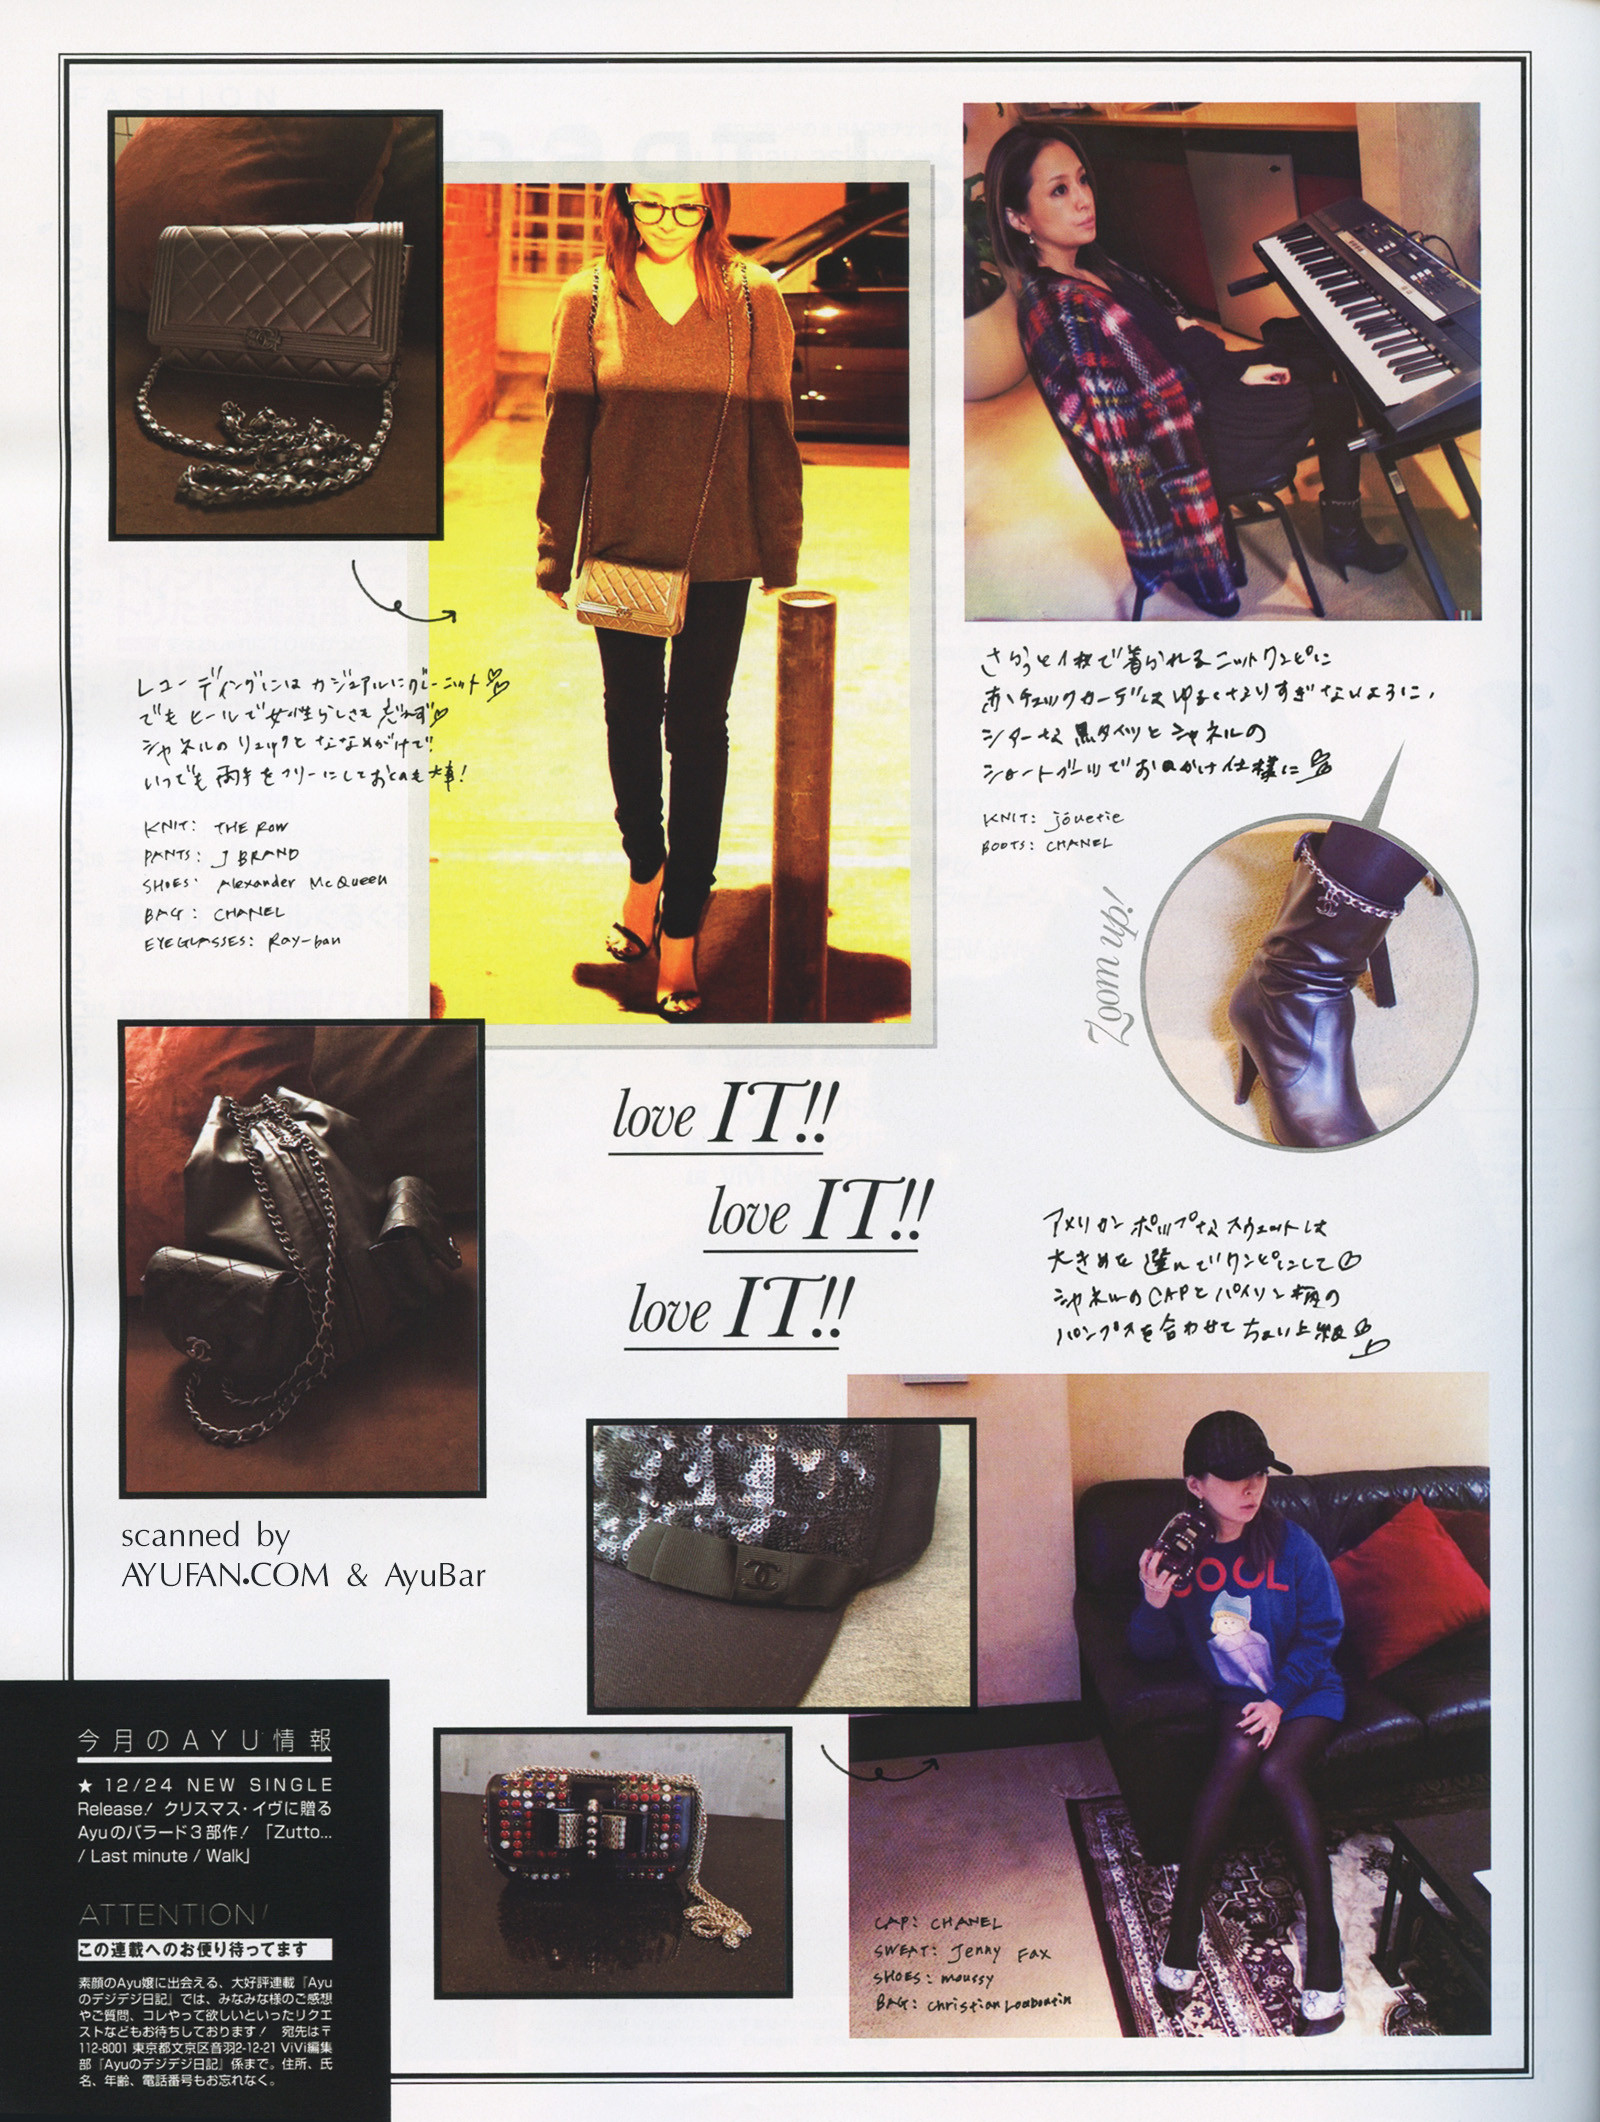 レコーディングにはカジュアルにグレーニット
でもヒールで女性らしさも忘れず
シャネルのリュックとななめがけで
いつでも両手をフリーにしておくのも大事!
KNIT: THE ROW
PANTS: J BRAND
SHOES: Alexander McQueen
BAG: CHANEL
EYEGLASSES: Ray-ban
さらっと1枚で着られるニットワンピに
赤チェックカーデはゆるくなりすぎないように、
シアーな黒タイツとシャネルの
ショートブーツでおでかけ仕様に
KNIT: jouetie
BOOTS: CHANEL
Zoom up!
love IT!!
love IT!!
love IT!!
アメリカンポップなスウェットは
大きめを選んでワンピにして
シャネルのCAPとパイソン柄の
パンプスを合わせてちょい上級
scanned by
AYUFAN.COM & AyuBar
COOL
CAP: CHANEL
SWEAT: Jenny Fax
SHOES: moussy
BAG: Christian Louboutin
今月のAYU情報
★ 12/24 NEW SINGLE
Release! クリスマス・イヴに贈る
Ayuのバラード3部作! 「Zutto...
/ Last minute / Walk」
ATTENTION!
この連載へのお便り待ってます
素顔のAyu嬢に出会える、大好評連載『Ayu
のデジデジ日記』では、みなみな様のご感想
やご質問、コレやって欲しいといったリクエ
ストなどもお待ちしております! 宛先は〒
112-8001 東京都文京区音羽2-12-21 ViVi編集
部『Ayuのデジデジ日記』係まで。住所、氏
名、年齢、電話番号もお忘れなく。